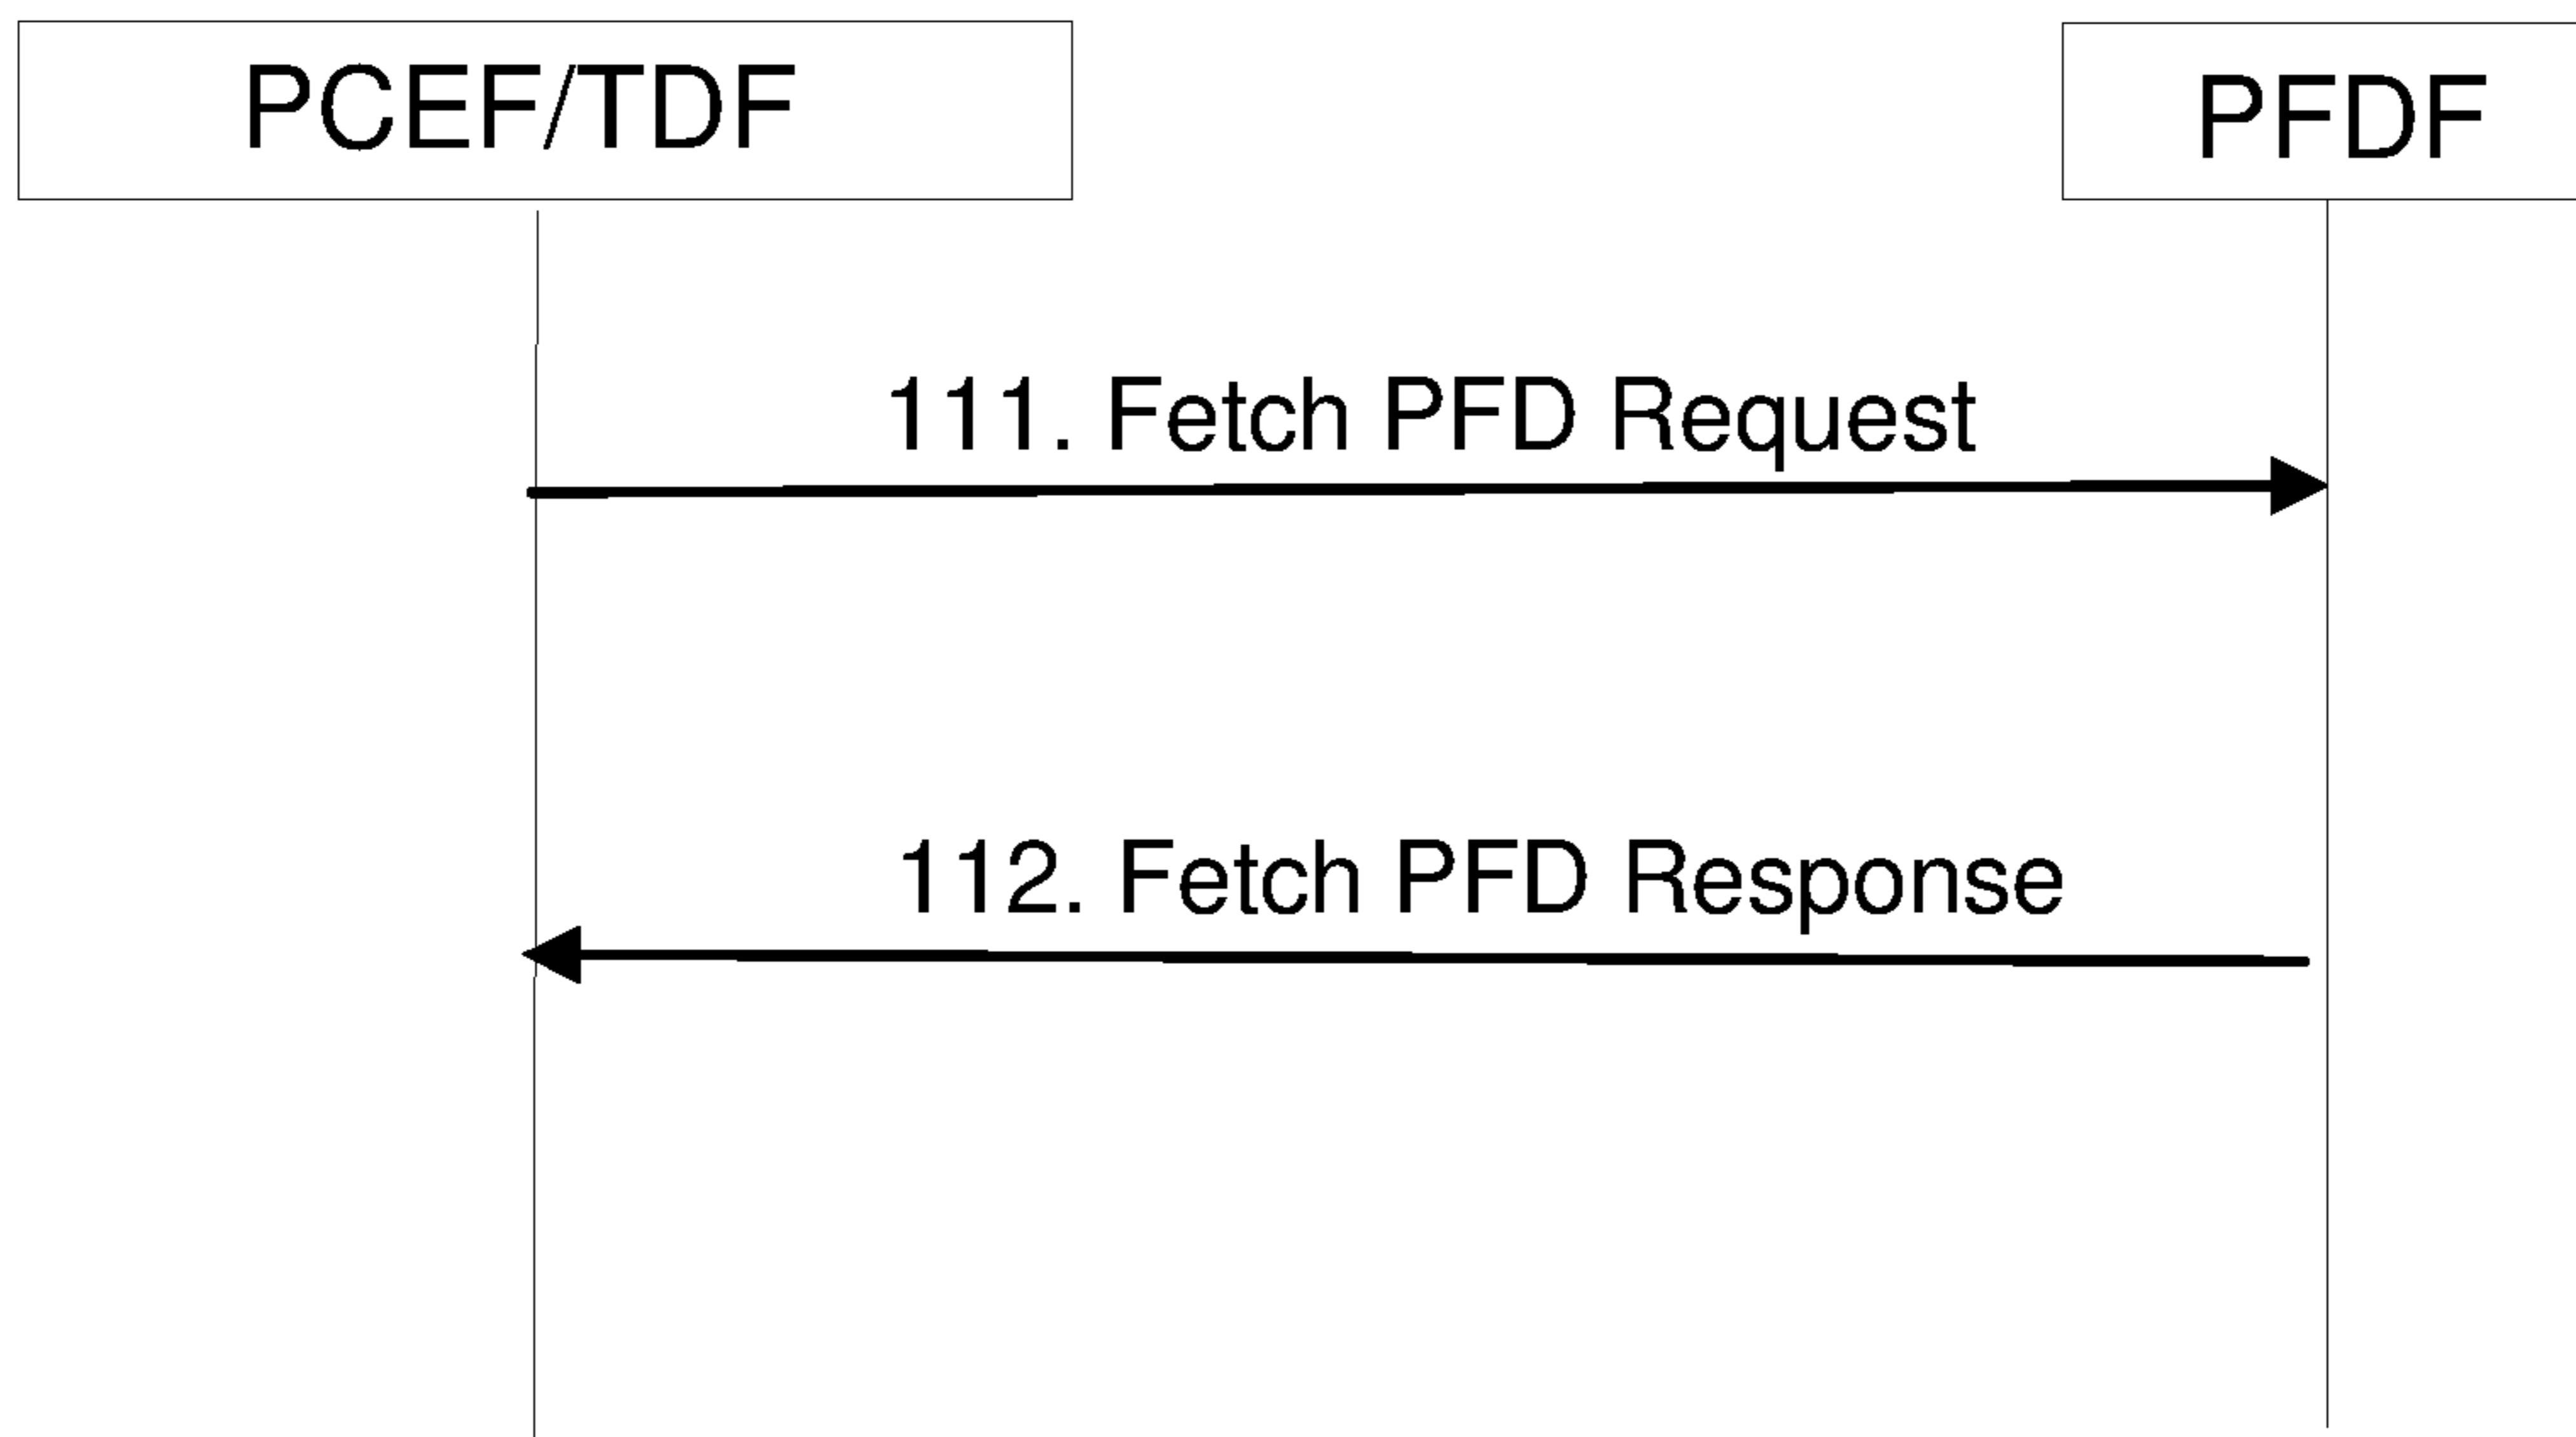 PCEF/TDF
PFDF
111. Fetch PFD Request
112. Fetch PFD Response